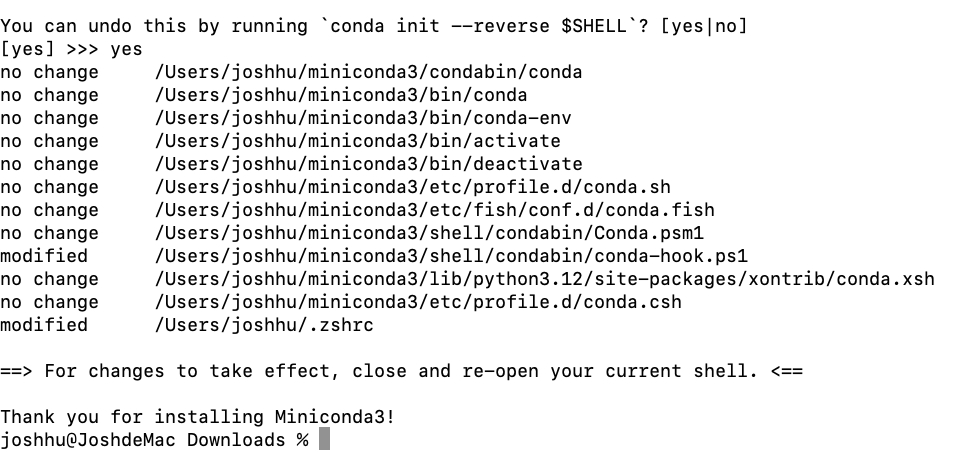 You can undo this by running `conda init --reverse $SHELL`? [yes|no]
[yes] >>> yes
no change     /Users/joshhu/miniconda3/condabin/conda
no change     /Users/joshhu/miniconda3/bin/conda
no change     /Users/joshhu/miniconda3/bin/conda-env
no change     /Users/joshhu/miniconda3/bin/activate
no change     /Users/joshhu/miniconda3/bin/deactivate
no change     /Users/joshhu/miniconda3/etc/profile.d/conda.sh
no change     /Users/joshhu/miniconda3/etc/fish/conf.d/conda.fish
no change     /Users/joshhu/miniconda3/shell/condabin/Conda.psm1
modified      /Users/joshhu/miniconda3/shell/condabin/conda-hook.ps1
no change     /Users/joshhu/miniconda3/lib/python3.12/site-packages/xontrib/conda.xsh
no change     /Users/joshhu/miniconda3/etc/profile.d/conda.csh
modified      /Users/joshhu/.zshrc
==> For changes to take effect, close and re-open your current shell. <==
Thank you for installing Miniconda3!
joshhu@JoshdeMac Downloads %